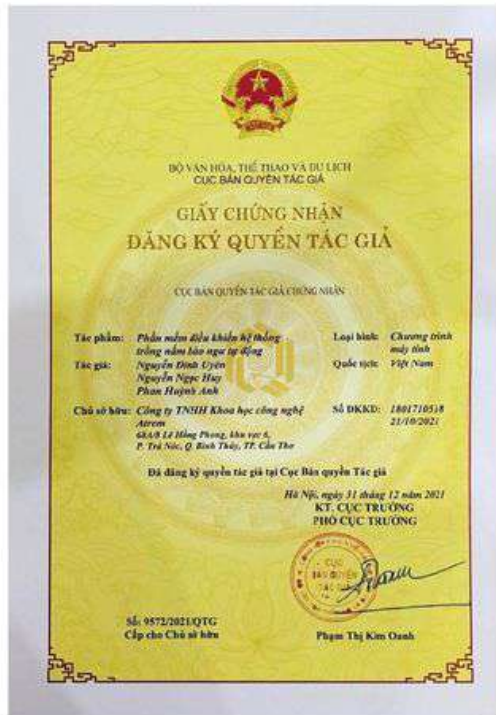 BỘ VĂN HÓA, THỂ THAO VÀ DU LỊCH
CỤC BẢN QUYỀN TÁC GIẢ
GIẤY CHỨNG NHẬN
ĐĂNG KÝ QUYỀN TÁC GIẢ
CỤC BẢN QUYỀN TÁC GIẢ CHỨNG NHẬN
Tác phẩm: Phần mềm điều khiển hệ thống trồng nấm bào ngư tự động
Loại hình: Chương trình máy tính
Tác giả: Nguyễn Đình Uyên
Nguyễn Ngọc Huy
Phan Huỳnh Anh
Quốc tịch: Việt Nam
Chủ sở hữu: Công ty TNHH Khoa học công nghệ
Atrem
68A/8 Lê Hồng Phong, khu vực 6,
P. Trà Nóc, Q. Bình Thủy, TP. Cần Thơ
Số ĐKKD: 1801710518
21/10/2021
Đã đăng ký quyền tác giả tại Cục Bản quyền Tác giả
Hà Nội, ngày 31 tháng 12 năm 2021
KT. CỤC TRƯỞNG
PHÓ CỤC TRƯỞNG
CỤC
BẢN QUYỀN
TÁC GIẢ
Số: 9572/2021/QTG
Cấp cho Chủ sở hữu
Phạm Thị Kim Oanh